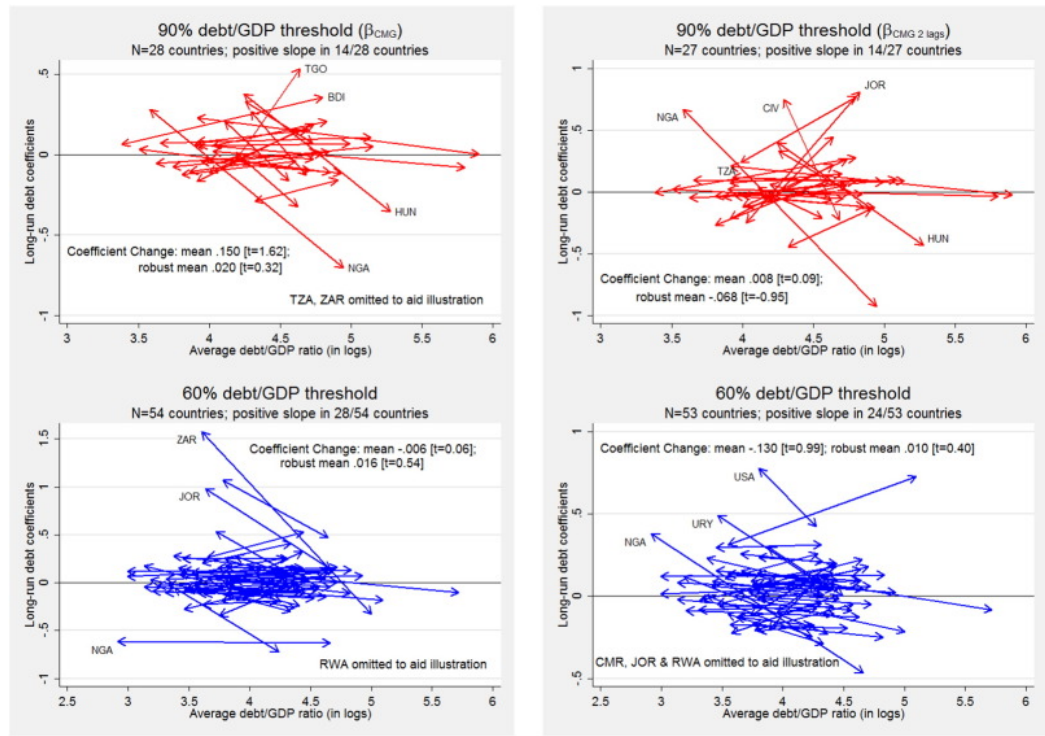 90% debt/GDP threshold (βCMG)
N=28 countries; positive slope in 14/28 countries
Long-run debt coefficients
.5
0
-.5
-1
TGO
BDI
HUN
NGA
Coefficient Change: mean .150 [t=1.62];
robust mean .020 [t=0.32]
TZA, ZAR omitted to aid illustration
3 3.5 4 4.5 5 5.5 6
Average debt/GDP ratio (in logs)
90% debt/GDP threshold (βCMG 2 lags)
N=27 countries; positive slope in 14/27 countries
Long-run debt coefficients
1
.5
0
-.5
-1
JOR
CIV
NGA
TZA
HUN
Coefficient Change: mean .008 [t=0.09];
robust mean -.068 [t=-0.95]
3 3.5 4 4.5 5 5.5 6
Average debt/GDP ratio (in logs)
60% debt/GDP threshold
N=54 countries; positive slope in 28/54 countries
Long-run debt coefficients
1.5
1
.5
0
-.5
-1
ZAR
Coefficient Change: mean -.006 [t=0.06];
robust mean .016 [t=0.54]
JOR
NGA
RWA omitted to aid illustration
2.5 3 3.5 4 4.5 5 5.5 6
Average debt/GDP ratio (in logs)
60% debt/GDP threshold
N=53 countries; positive slope in 24/53 countries
Long-run debt coefficients
1
.5
0
-.5
Coefficient Change: mean -.130 [t=0.99]; robust mean .010 [t=0.40]
USA
URY
NGA
CMR, JOR & RWA omitted to aid illustration
2.5 3 3.5 4 4.5 5 5.5 6
Average debt/GDP ratio (in logs)